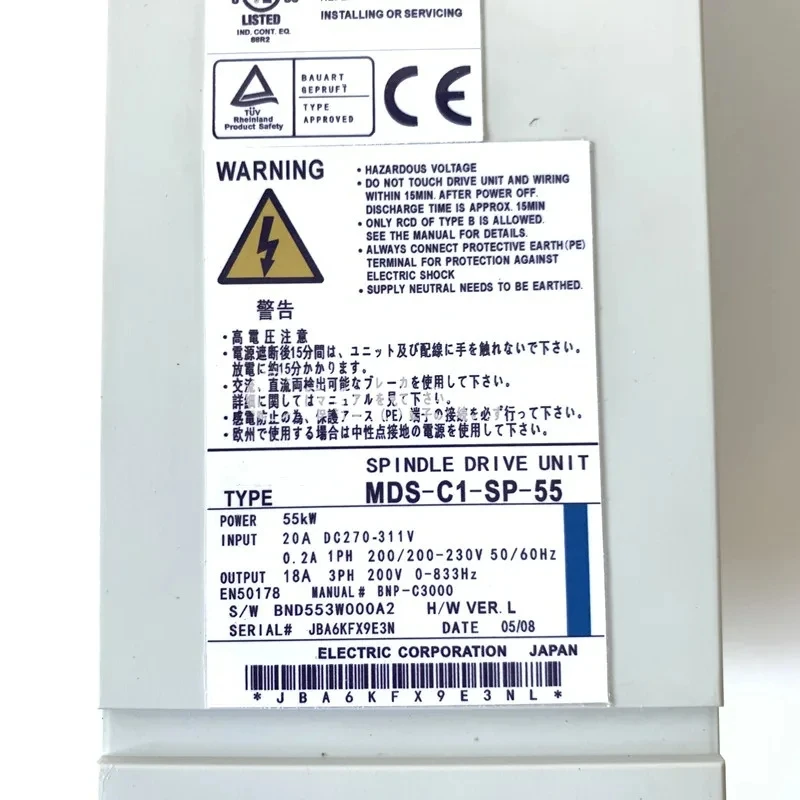 LISTED
IND. CONT. EQ.
68R2
INSTALLING OR SERVICING
TÜV
Rheinland
Product Safety
BAUART
GEPRÜFT
TYPE
APPROVED
CE
WARNING
• HAZARDOUS VOLTAGE
• DO NOT TOUCH DRIVE UNIT AND WIRING
WITHIN 15MIN. AFTER POWER OFF.
DISCHARGE TIME IS APPROX. 15MIN
• ONLY RCD OF TYPE B IS ALLOWED.
SEE THE MANUAL FOR DETAILS.
• ALWAYS CONNECT PROTECTIVE EARTH(PE)
TERMINAL FOR PROTECTION AGAINST
ELECTRIC SHOCK
• SUPPLY NEUTRAL NEEDS TO BE EARTHED.
警告
・高電圧注意
・電源遮断後15分間は、ユニット及び配線に手を触れないで下さい。
放電に約15分かかります。
・交流、直流両検出可能なブレーカを使用して下さい。
詳細に関してはマニュアルを見て下さい。
・感電防止の為、保護アース (PE) 端子の接続を必ず行って下さい。
・欧州で使用する場合は中性点接地の電源を使用して下さい。
SPINDLE DRIVE UNIT
TYPE MDS-C1-SP-55
POWER 55kW
INPUT 20A DC270-311V
0.2A 1PH 200/200-230V 50/60Hz
OUTPUT 18A 3PH 200V 0-833Hz
EN50178 MANUAL# BNP-C3000
S/W BND553W000A2 H/W VER. L
SERIAL# JBA6KFX9E3N DATE 05/08
ELECTRIC CORPORATION JAPAN
*JBA6KFX9E3NL*